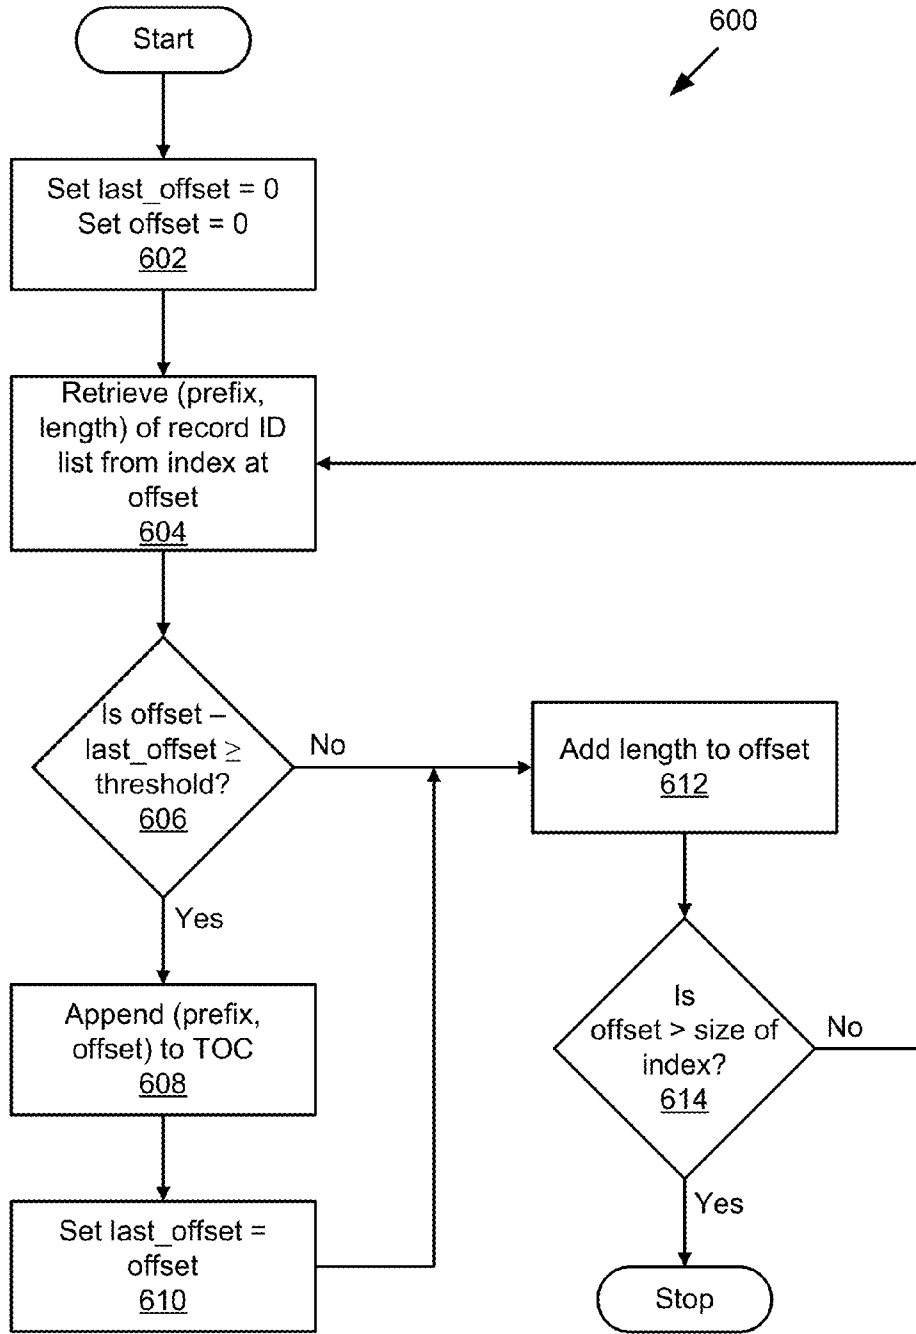 Start
600
Set last_offset = 0
Set offset = 0
602
Retrieve (prefix,
length) of record ID
list from index at
offset
604
Is offset –
last_offset ≥
threshold?
606
No
Yes
Append (prefix,
offset) to TOC
608
Set last_offset =
offset
610
Add length to offset
612
Is
offset > size of
index?
614
No
Yes
Stop